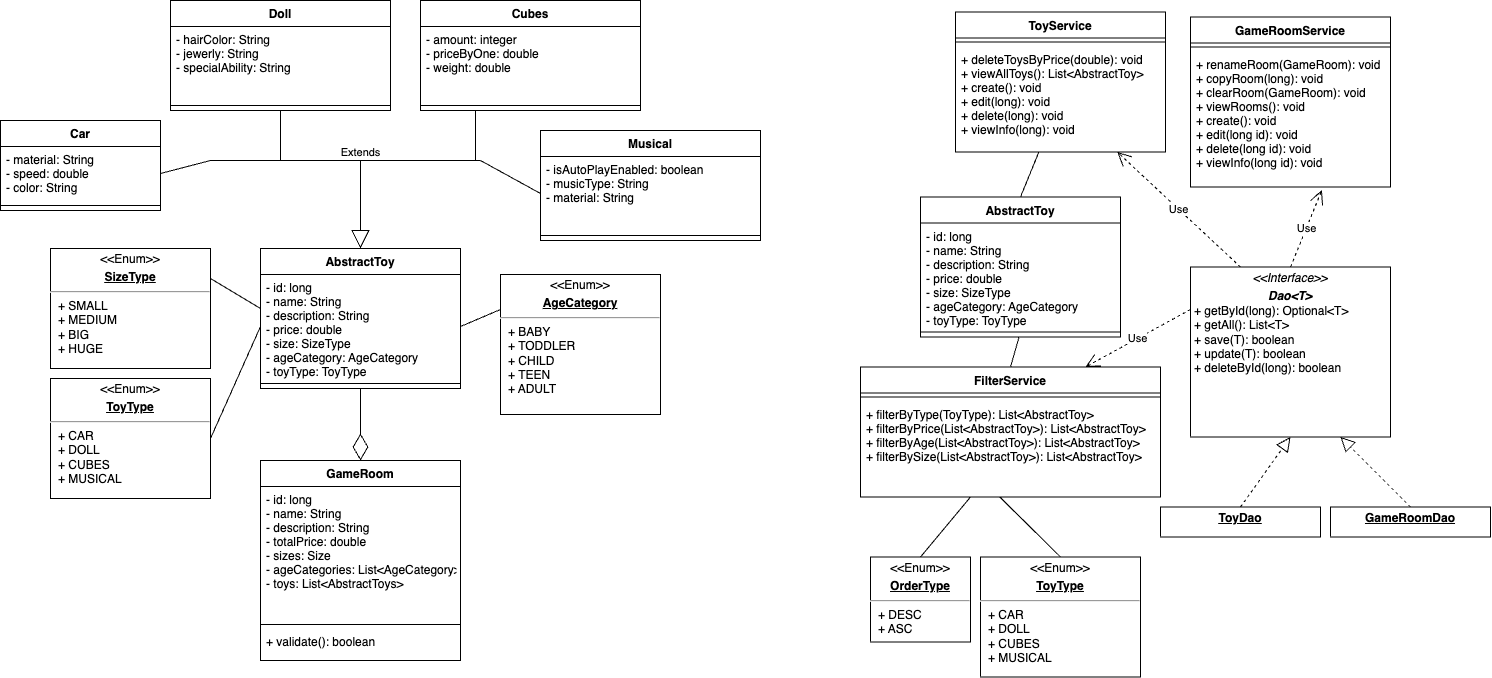 Doll
- hairColor: String
- jewerly: String
- specialAbility: String
Cubes
- amount: integer
- priceByOne: double
- weight: double
Car
- material: String
- speed: double
- color: String
Extends
Musical
- isAutoPlayEnabled: boolean
- musicType: String
- material: String
<<Enum>>
SizeType
+ SMALL
+ MEDIUM
+ BIG
+ HUGE
<<Enum>>
ToyType
+ CAR
+ DOLL
+ CUBES
+ MUSICAL
AbstractToy
- id: long
- name: String
- description: String
- price: double
- size: SizeType
- ageCategory: AgeCategory
- toyType: ToyType
<<Enum>>
AgeCategory
+ BABY
+ TODDLER
+ CHILD
+ TEEN
+ ADULT
GameRoom
- id: long
- name: String
- description: String
- totalPrice: double
- sizes: Size
- ageCategories: List<AgeCategory>
- toys: List<AbstractToys>
+ validate(): boolean
ToyService
+ deleteToysByPrice(double): void
+ viewAllToys(): List<AbstractToy>
+ create(): void
+ edit(long): void
+ delete(long): void
+ viewInfo(long): void
GameRoomService
+ renameRoom(GameRoom): void
+ copyRoom(long): void
+ clearRoom(GameRoom): void
+ viewRooms(): void
+ create(): void
+ edit(long id): void
+ delete(long id): void
+ viewInfo(long id): void
Use
Use
AbstractToy
- id: long
- name: String
- description: String
- price: double
- size: SizeType
- ageCategory: AgeCategory
- toyType: ToyType
<<Interface>>
Dao<T>
+ getById(long): Optional<T>
+ getAll(): List<T>
+ save(T): boolean
+ update(T): boolean
+ deleteById(long): boolean
Use
FilterService
+ filterByType(ToyType): List<AbstractToy>
+ filterByPrice(List<AbstractToy>): List<AbstractToy>
+ filterByAge(List<AbstractToy>): List<AbstractToy>
+ filterBySize(List<AbstractToy>): List<AbstractToy>
ToyDao
GameRoomDao
<<Enum>>
OrderType
+ DESC
+ ASC
<<Enum>>
ToyType
+ CAR
+ DOLL
+ CUBES
+ MUSICAL